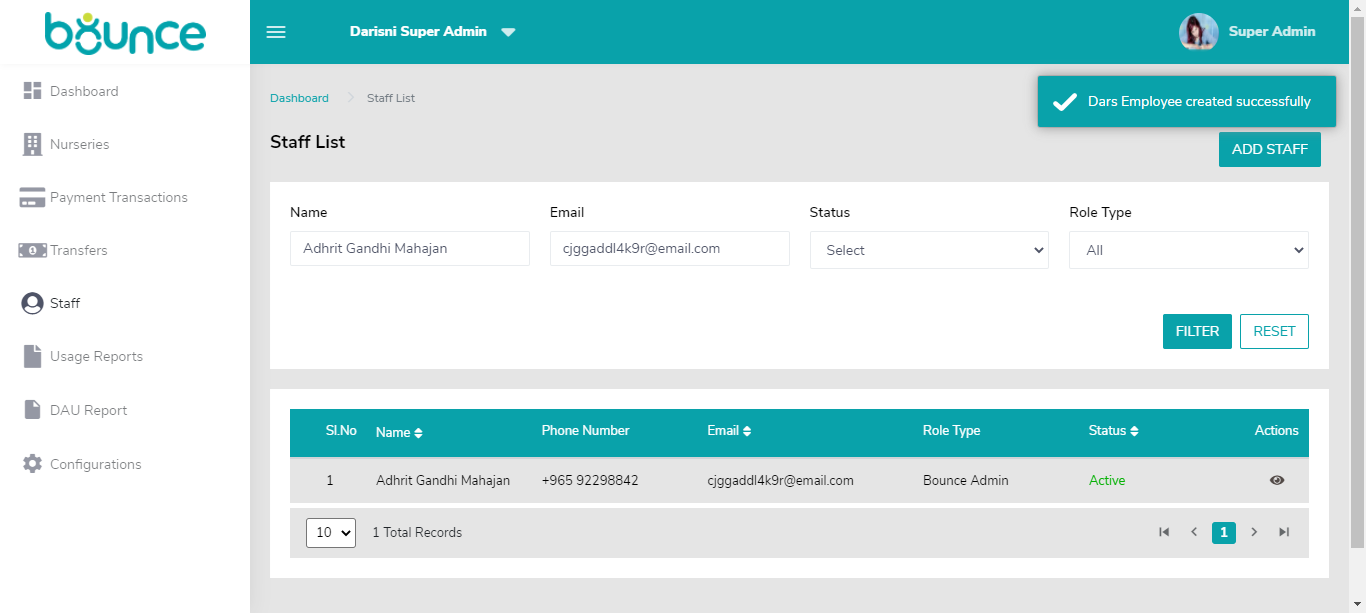 bounce
Darisni Super Admin
Super Admin
Dashboard
Nurseries
Payment Transactions
Transfers
Staff
Usage Reports
DAU Report
Configurations
Dashboard Staff List
Dars Employee created successfully
Staff List
ADD STAFF
Name Email Status Role Type
Adhrit Gandhi Mahajan cjggaddl4k9r@email.com Select All
FILTER RESET
Sl.No Name Phone Number Email Role Type Status Actions
1 Adhrit Gandhi Mahajan +965 92298842 cjggaddl4k9r@email.com Bounce Admin Active
10 1 Total Records 1